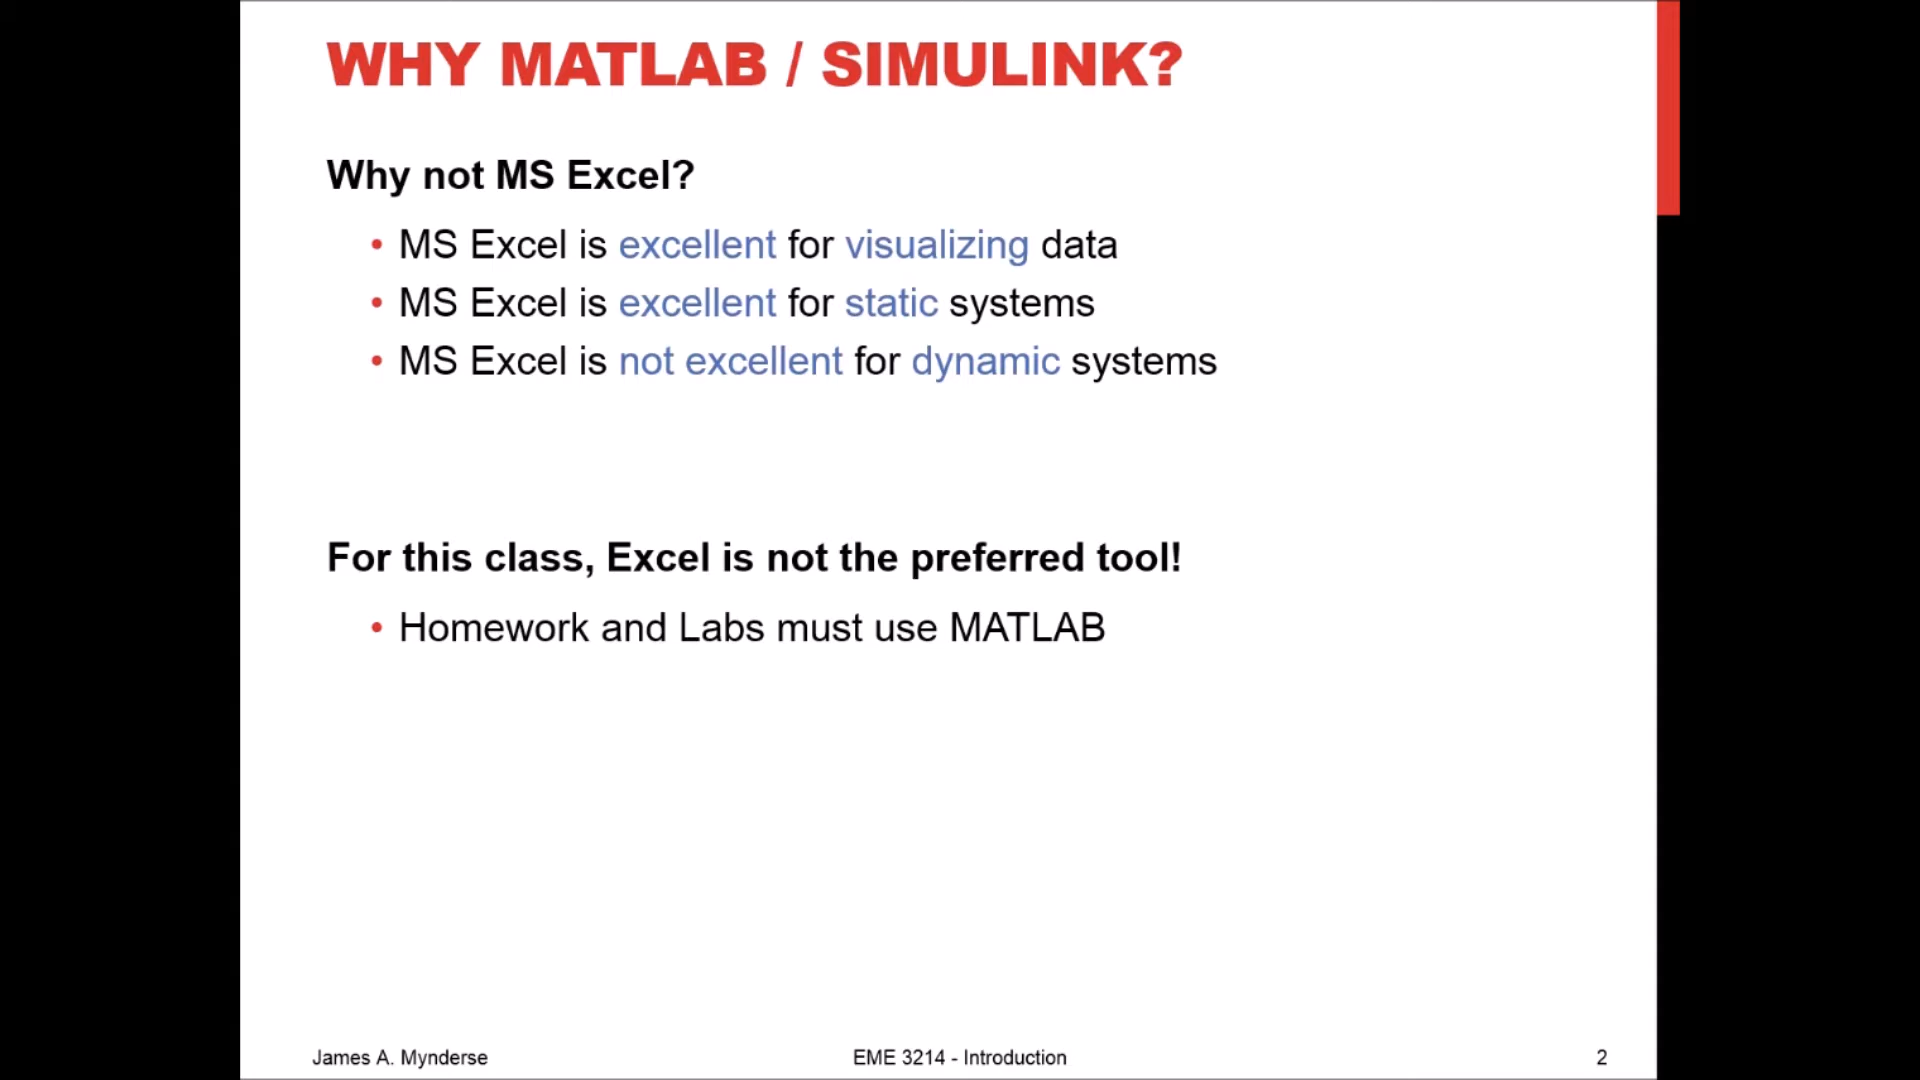 WHY MATLAB / SIMULINK?
Why not MS Excel?
• MS Excel is excellent for visualizing data
• MS Excel is excellent for static systems
• MS Excel is not excellent for dynamic systems
For this class, Excel is not the preferred tool!
• Homework and Labs must use MATLAB
James A. Mynderse EME 3214 - Introduction 2